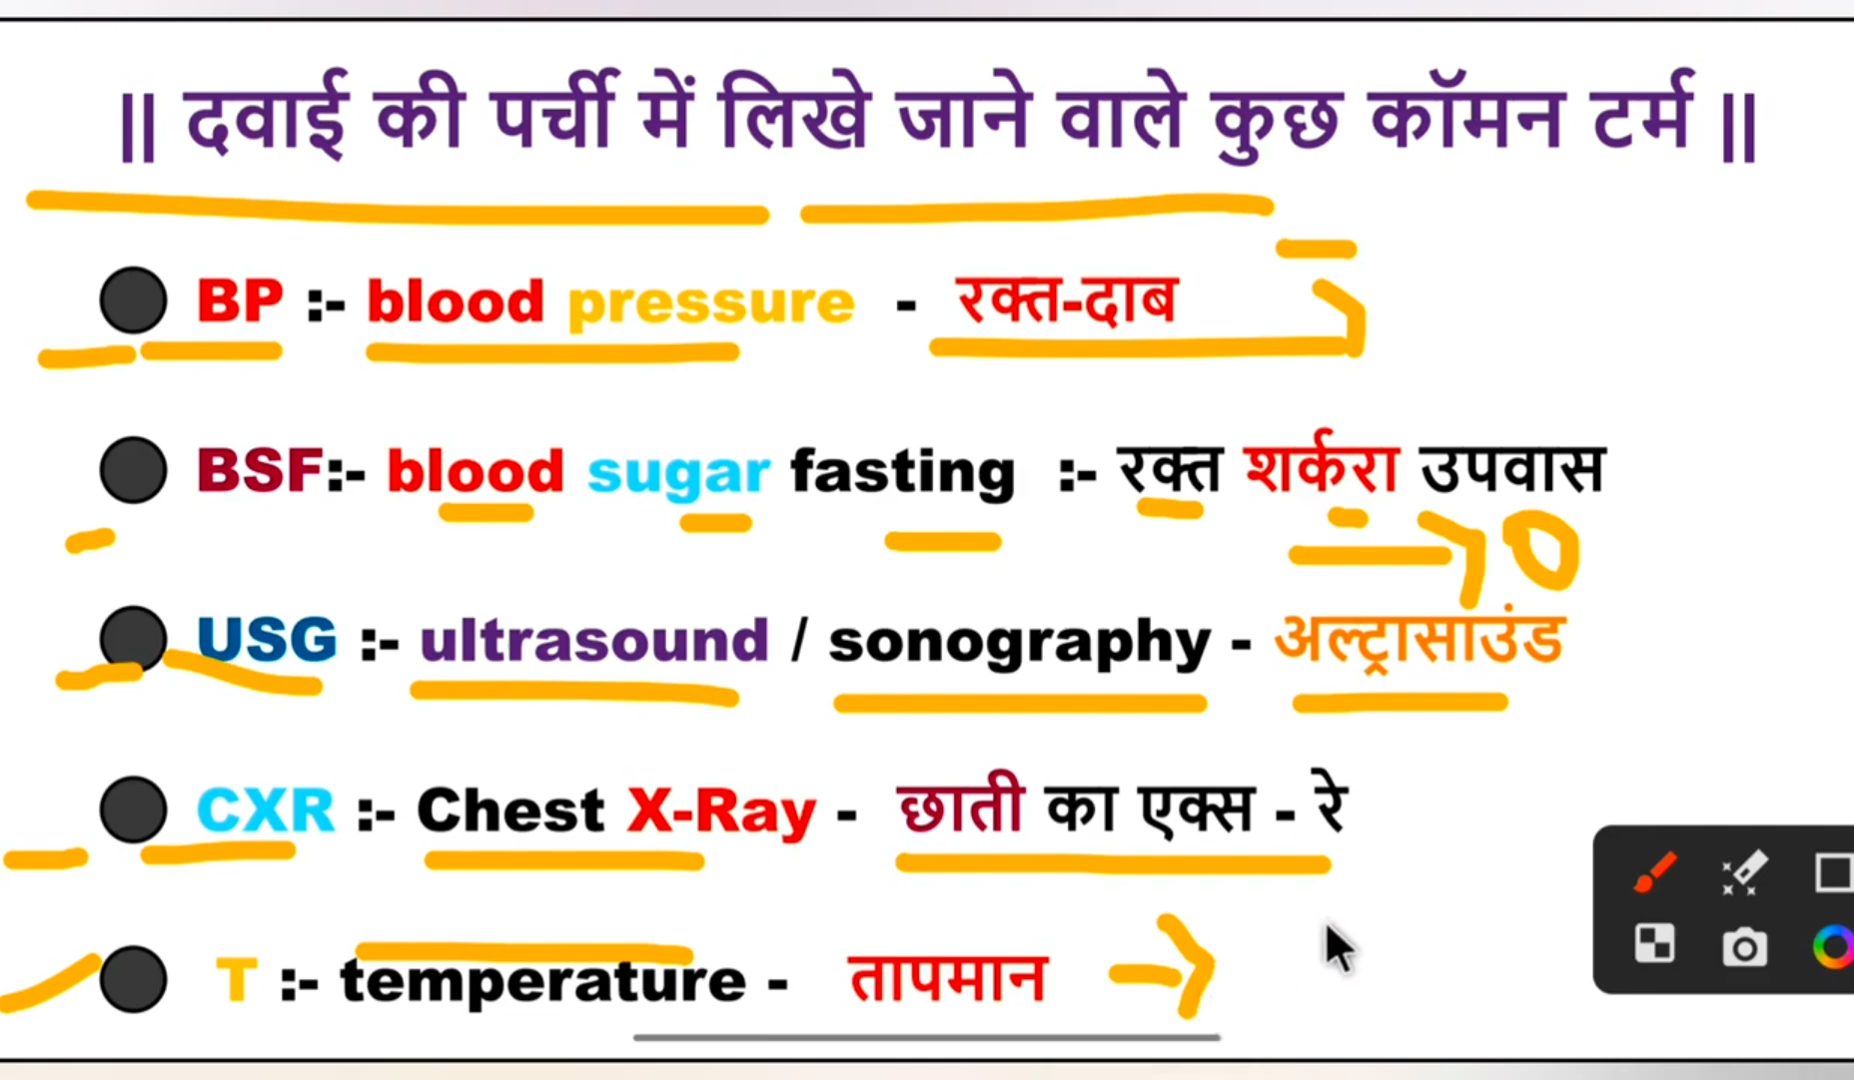 || दवाई की पर्ची में लिखे जाने वाले कुछ कॉमन टर्म ||
BP :- blood pressure - रक्त-दाब
BSF:- blood sugar fasting :- रक्त शर्करा उपवास
USG :- ultrasound / sonography - अल्ट्रासाउंड
CXR :- Chest X-Ray - छाती का एक्स - रे
T :- temperature - तापमान